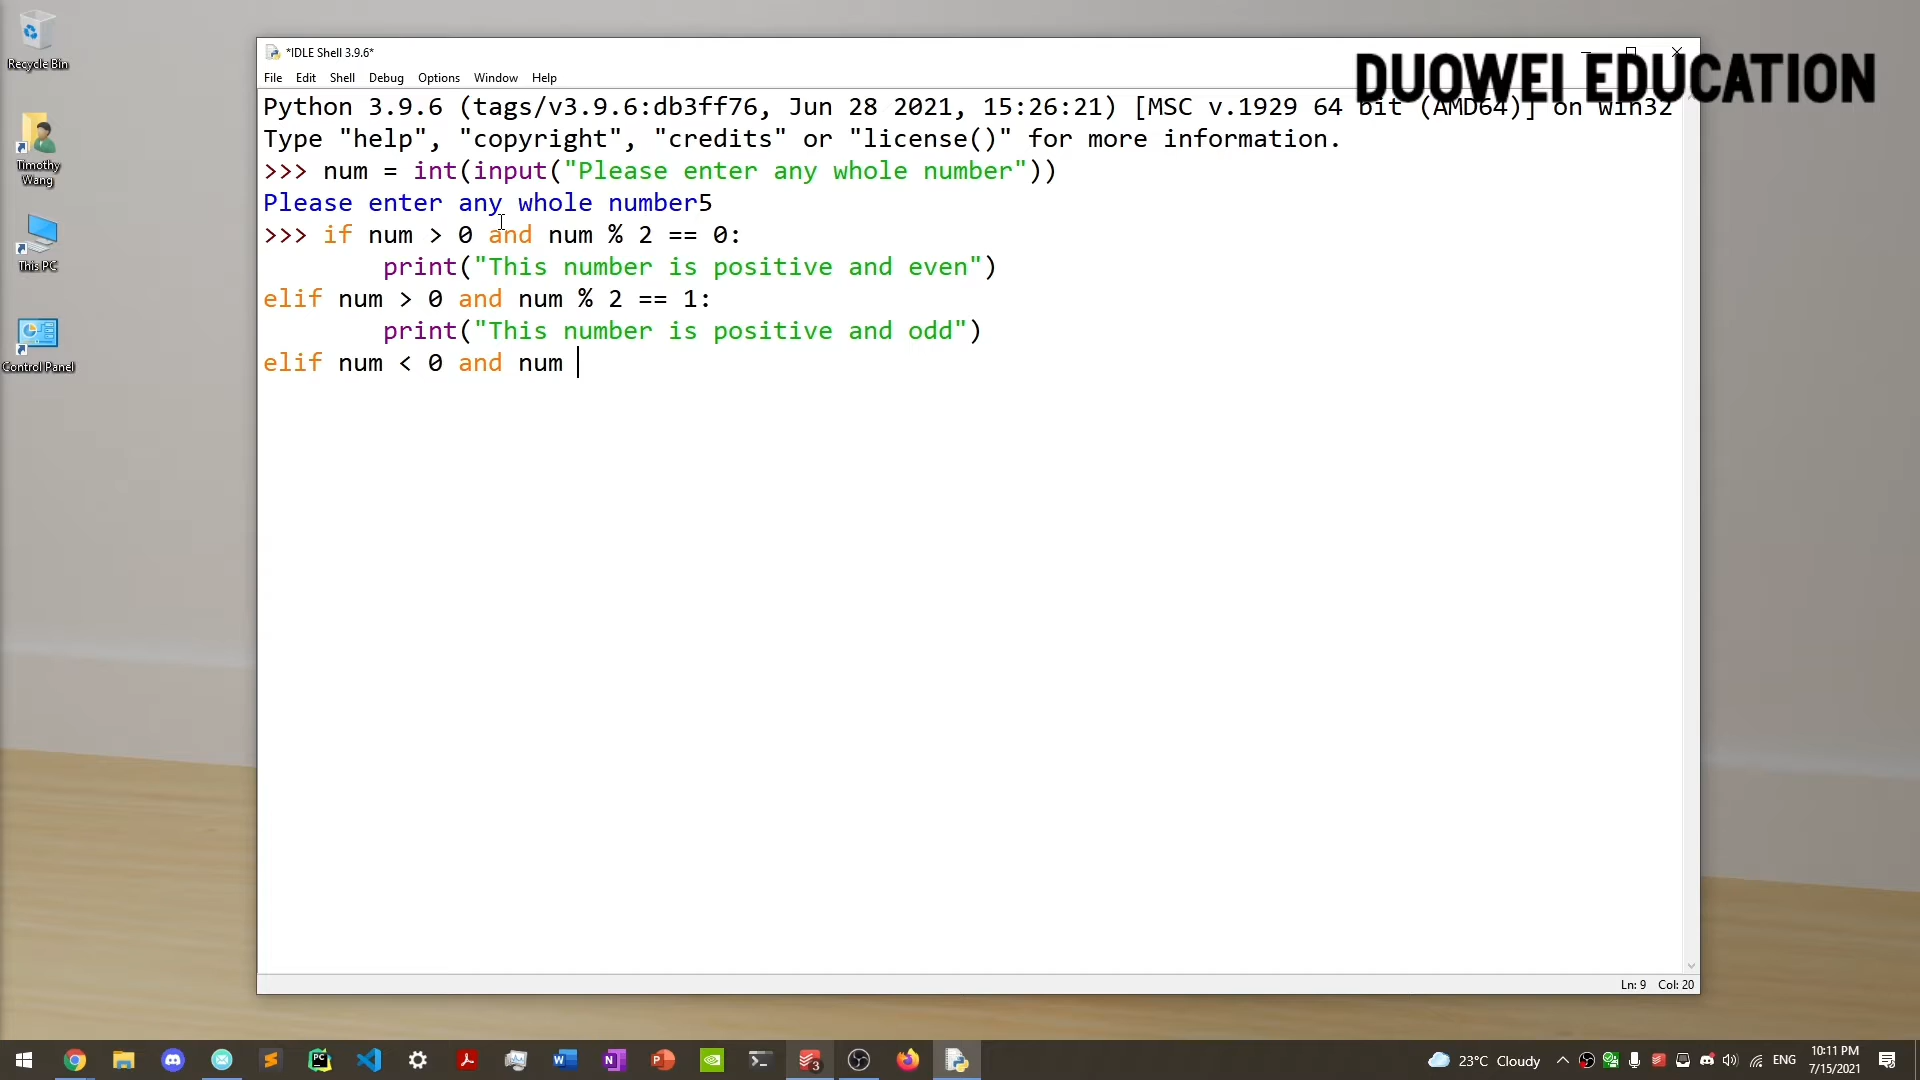 Recycle Bin
Timothy
Wang
This PC
Control Panel
*IDLE Shell 3.9.6*
File Edit Shell Debug Options Window Help
DUOWEI EDUCATION
Python 3.9.6 (tags/v3.9.6:db3ff76, Jun 28 2021, 15:26:21) [MSC v.1929 64 bit (AMD64)] on win32
Type "help", "copyright", "credits" or "license()" for more information.
>>> num = int(input("Please enter any whole number"))
Please enter any whole number5
>>> if num > 0 and num % 2 == 0:
print("This number is positive and even")
elif num > 0 and num % 2 == 1:
print("This number is positive and odd")
elif num < 0 and num
Ln: 9 Col: 20
23°C Cloudy
ENG
10:11 PM
7/15/2021